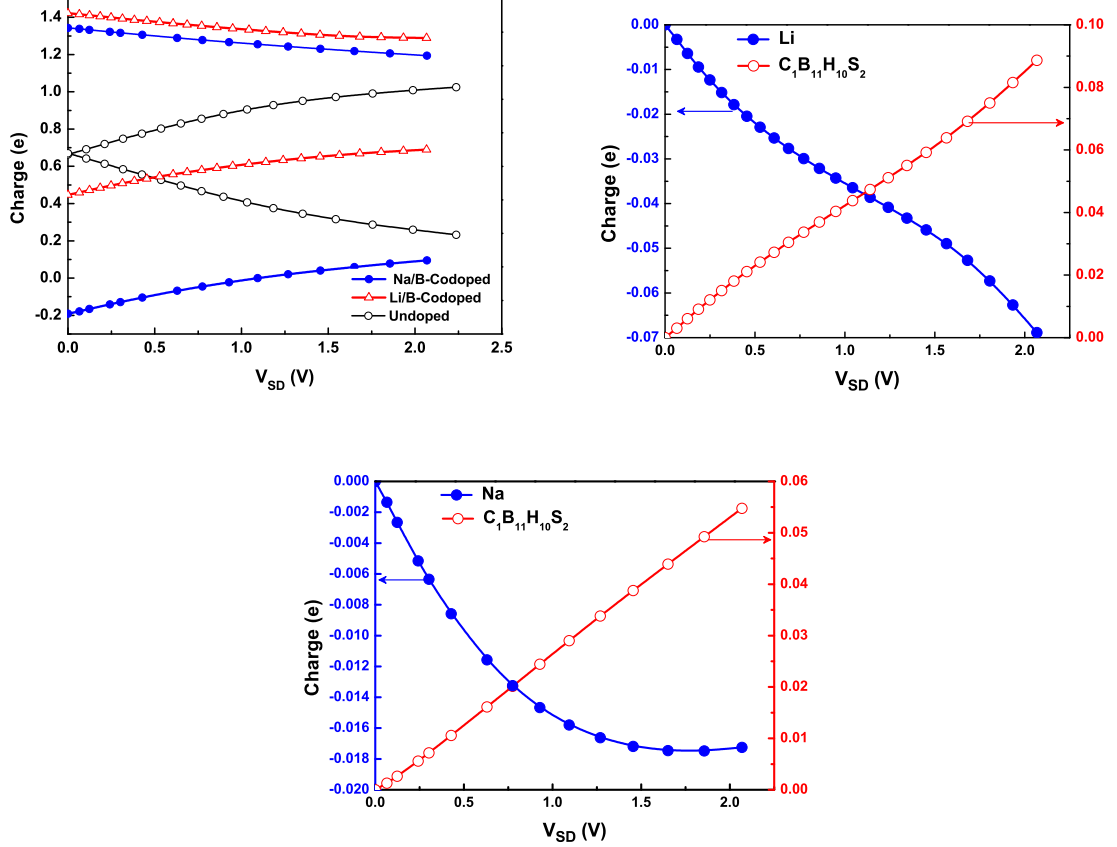 1.4
1.2
1.0
0.8
0.6
0.4
0.2
0.0
-0.2
Charge (e)
Na/B-Codoped
Li/B-Codoped
Undoped
0.0 0.5 1.0 1.5 2.0 2.5
V_SD (V)
0.00
-0.01
-0.02
-0.03
-0.04
-0.05
-0.06
-0.07
Charge (e)
Li
C₁B₁₁H₁₀S₂
0.10
0.08
0.06
0.04
0.02
0.00
0.0 0.5 1.0 1.5 2.0
V_SD (V)
0.000
-0.002
-0.004
-0.006
-0.008
-0.010
-0.012
-0.014
-0.016
-0.018
-0.020
Charge (e)
Na
C₁B₁₁H₁₀S₂
0.06
0.05
0.04
0.03
0.02
0.01
0.00
0.0 0.5 1.0 1.5 2.0
V_SD (V)